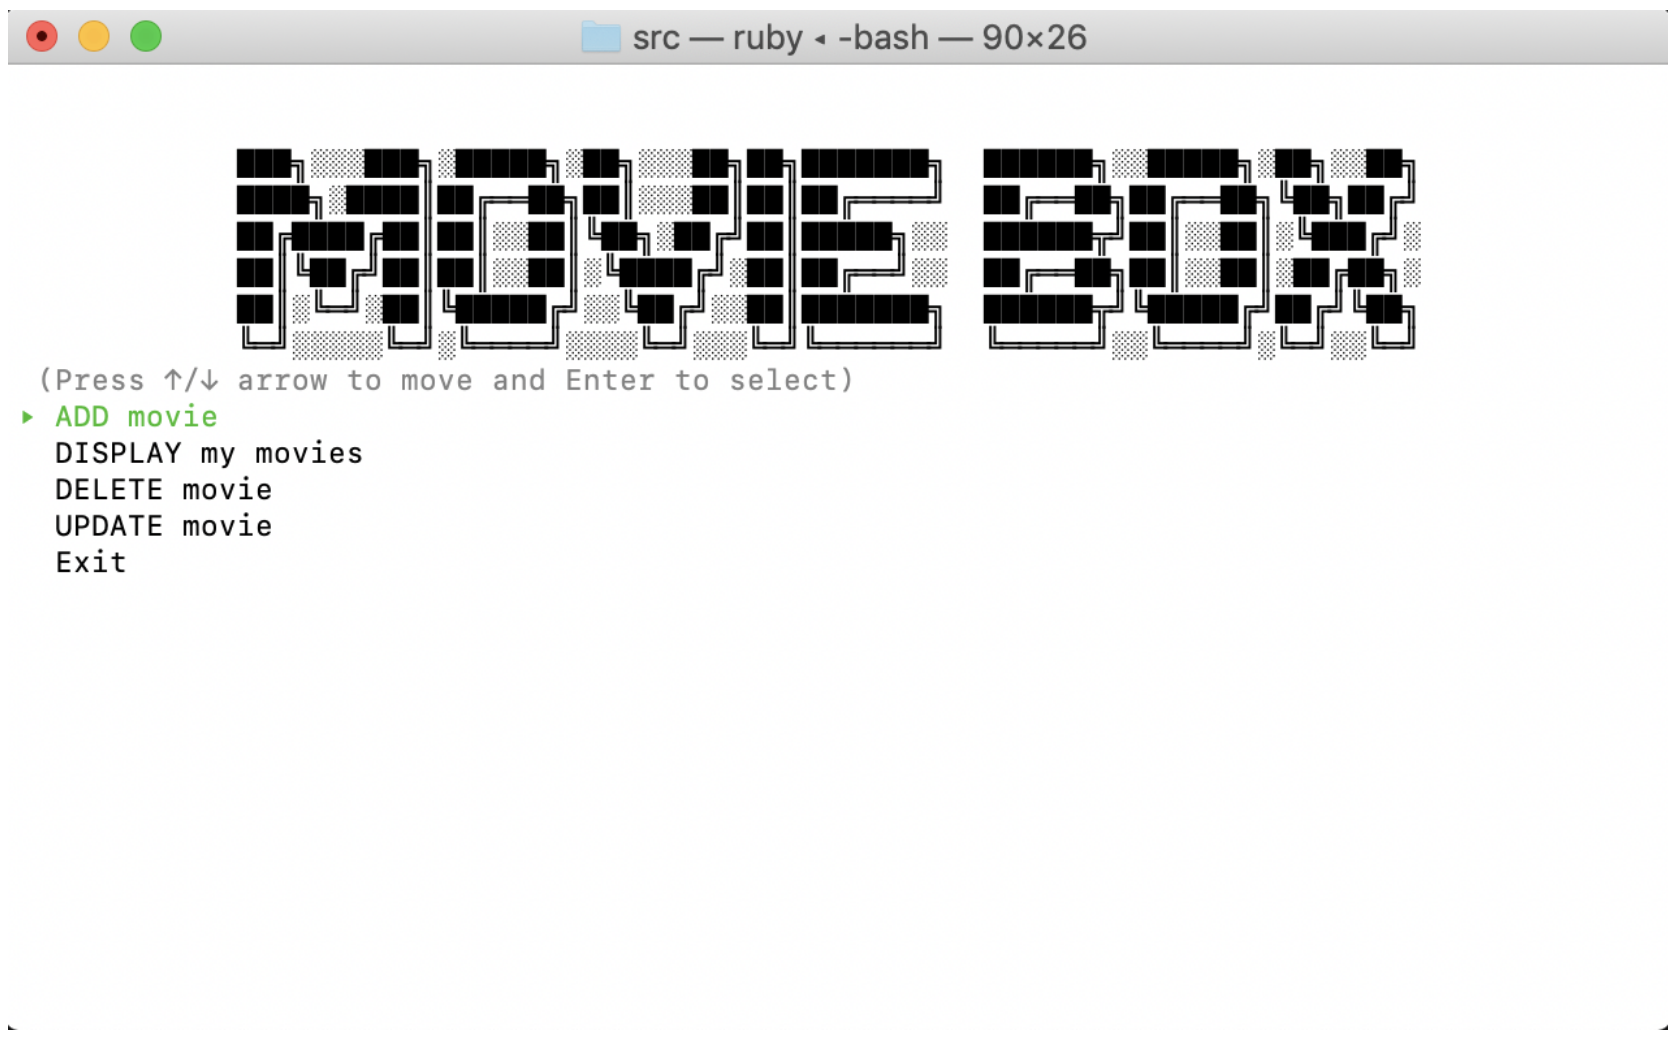 src — ruby ◂ -bash — 90×26
MOVIE BOX
(Press ↑/↓ arrow to move and Enter to select)
‣ ADD movie
DISPLAY my movies
DELETE movie
UPDATE movie
Exit